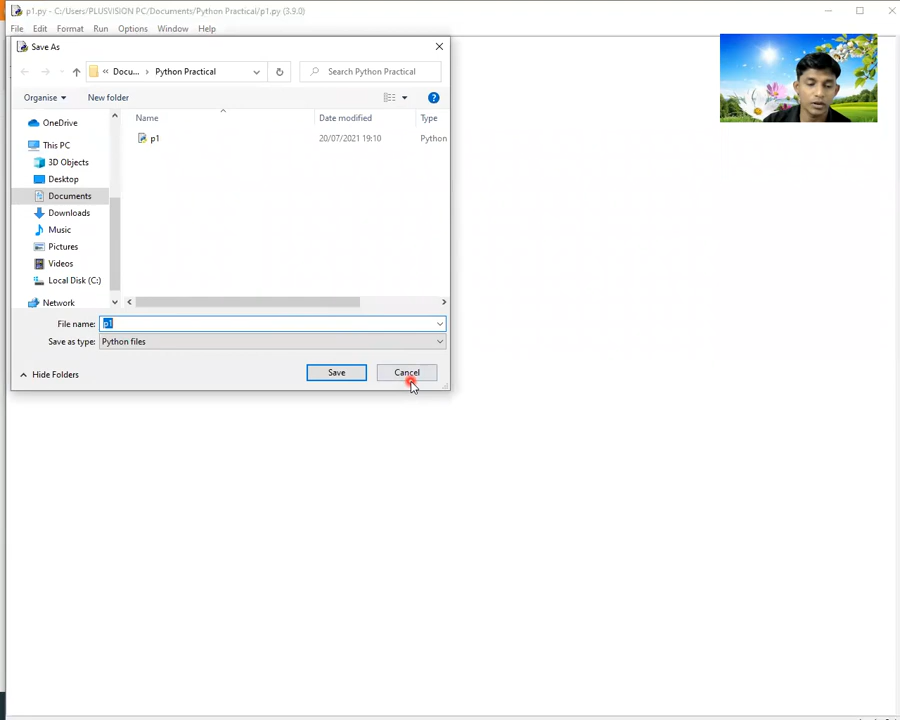 p1.py - C:/Users/PLUSVISION PC/Documents/Python Practical/p1.py (3.9.0)
File Edit Format Run Options Window Help
Save As
« Docu... › Python Practical
Search Python Practical
Organise New folder
Name Date modified Type
p1 20/07/2021 19:10 Python
OneDrive
This PC
3D Objects
Desktop
Documents
Downloads
Music
Pictures
Videos
Local Disk (C:)
Network
File name: p1
Save as type: Python files
Hide Folders
Save Cancel